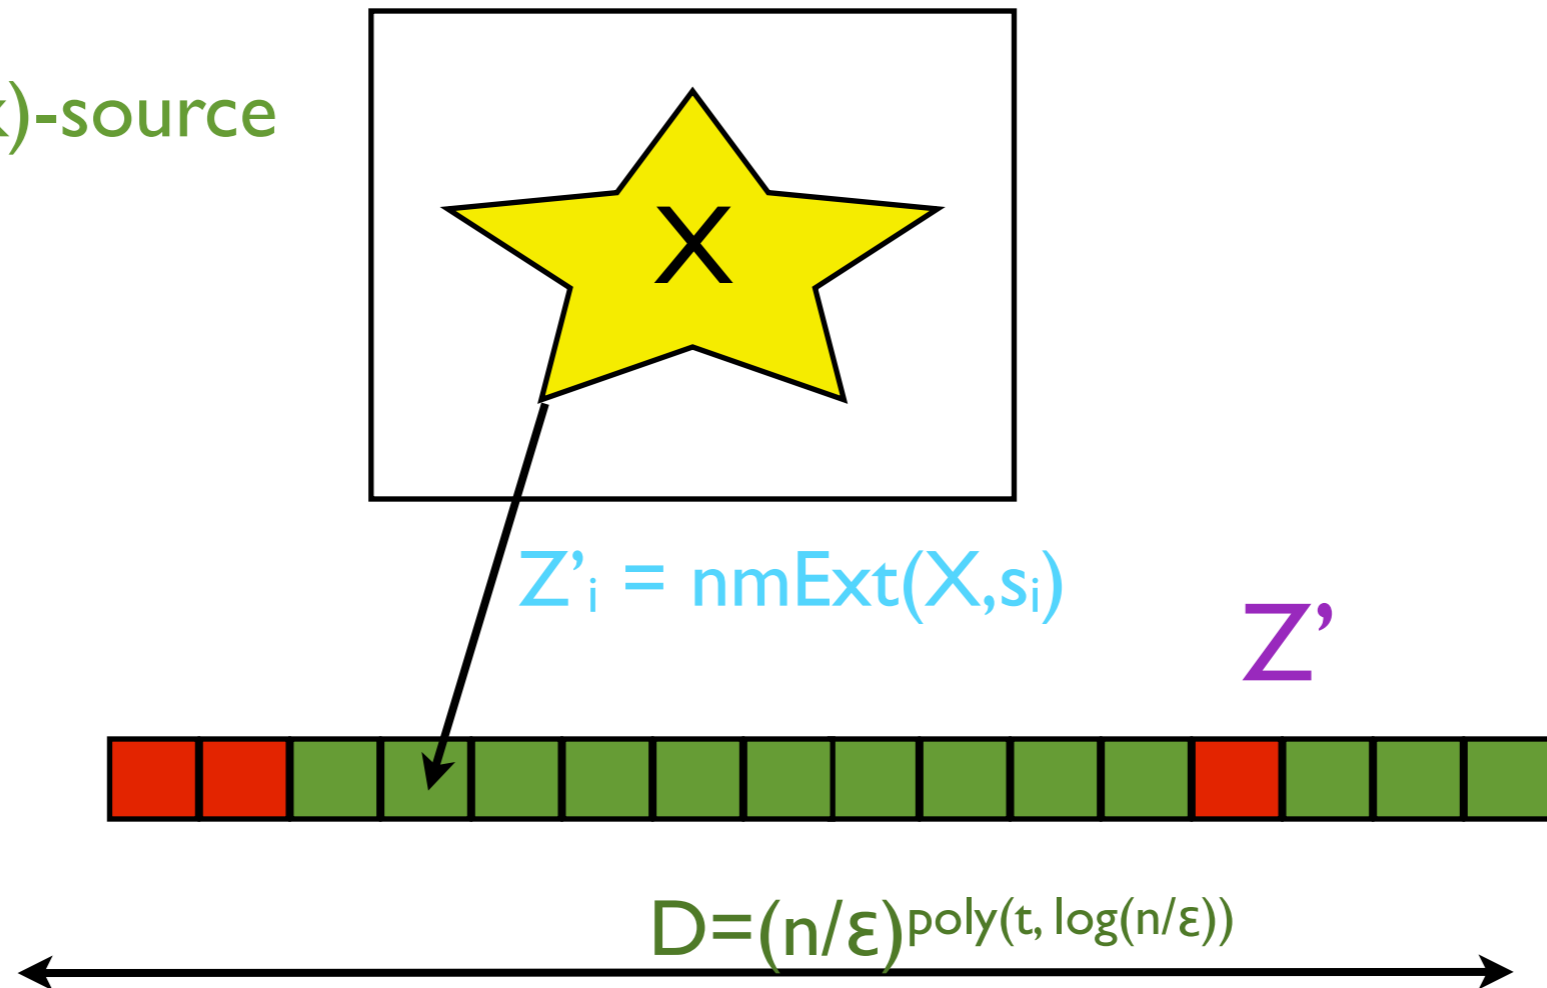 )-source
X
Z’ᵢ = nmExt(X,sᵢ)
Z’
D=(n/ε)^poly(t, log(n/ε))